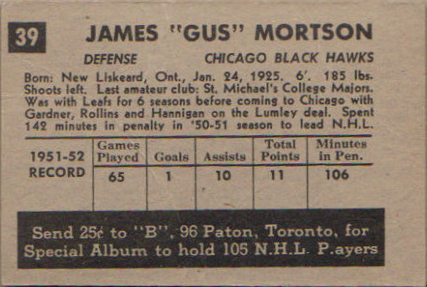 39
JAMES "GUS" MORTSON
DEFENSE CHICAGO BLACK HAWKS
Born: New Liskeard, Ont., Jan. 24, 1925. 6'. 185 lbs.
Shoots left. Last amateur club: St. Michael's College Majors.
Was with Leafs for 6 seasons before coming to Chicago with
Gardner, Rollins and Hannigan on the Lumley deal. Spent
142 minutes in penalty in '50-51 season to lead N.H.L.
1951-52 RECORD
Games Played Goals Assists Total Points Minutes in Pen.
65 1 10 11 106
Send 25¢ to "B", 96 Paton, Toronto, for
Special Album to hold 105 N.H.L. P.ayers